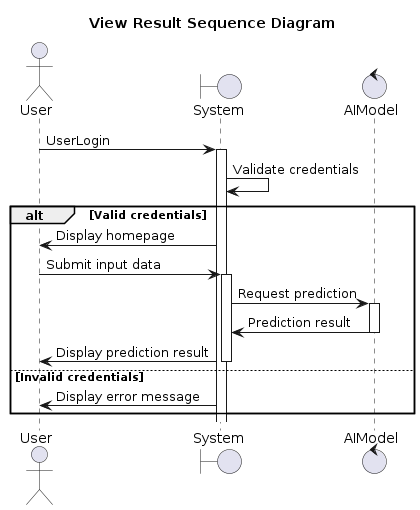 View Result Sequence Diagram
User
System
AIModel
UserLogin
Validate credentials
alt
[Valid credentials]
Display homepage
Submit input data
Request prediction
Prediction result
Display prediction result
[Invalid credentials]
Display error message
User
System
AIModel